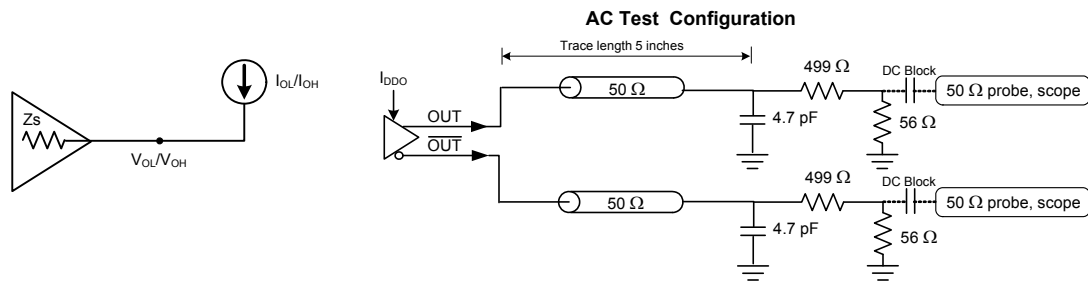 AC Test Configuration
Trace length 5 inches
Zs
V_OL/V_OH
I_OL/I_OH
I_DDO
OUT
50 Ω
4.7 pF
499 Ω
56 Ω
DC Block
50 Ω probe, scope
O̅U̅T̅
50 Ω
4.7 pF
499 Ω
56 Ω
DC Block
50 Ω probe, scope